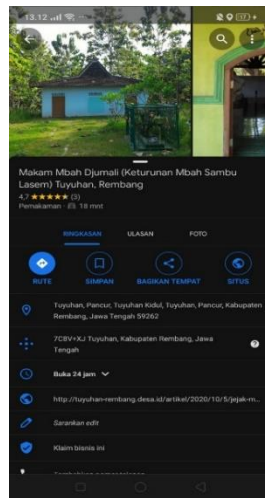 13.12
Makam Mbah Djumali (Keturunan Mbah Sambu
Lasem) Tuyuhan, Rembang
4,7 ★★★★★ (3)
Pemakaman · 18 mnt
RINGKASAN ULASAN FOTO
RUTE SIMPAN BAGIKAN TEMPAT SITUS
Tuyuhan, Pancur, Tuyuhan Kidul, Tuyuhan, Pancur, Kabupaten
Rembang, Jawa Tengah 59262
7C8V+XJ Tuyuhan, Kabupaten Rembang, Jawa
Tengah
Buka 24 jam
http://tuyuhan-rembang.desa.id/artikel/2020/10/5/jejak-m...
Sarankan edit
Klaim bisnis ini